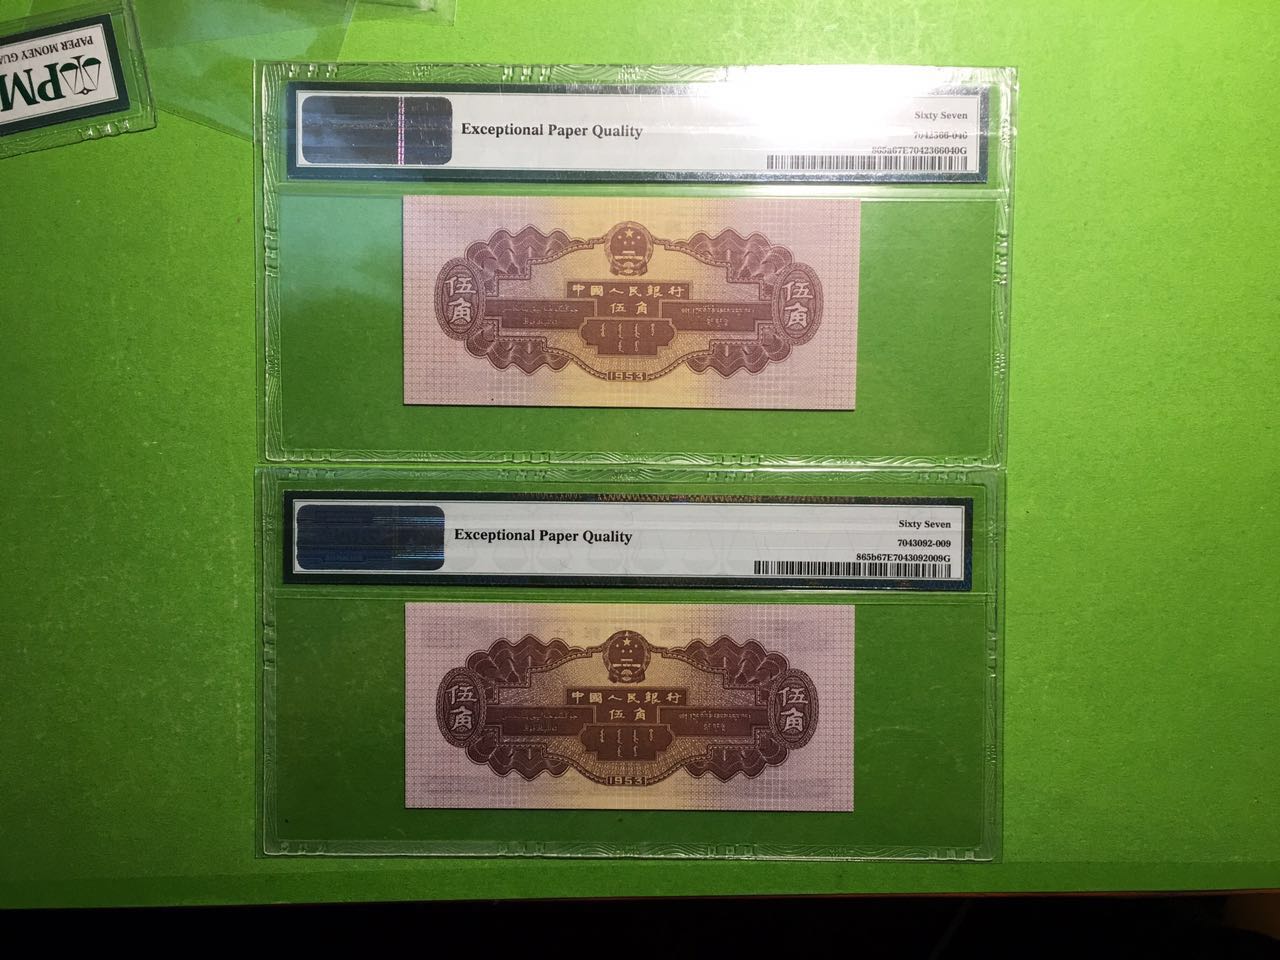 PM
PAPER MONEY GUA
Exceptional Paper Quality
Sixty Seven
865a67E7042366040G
伍角
中國人民銀行
伍角
伍角
1953
Exceptional Paper Quality
Sixty Seven
7043092-009
865b67E7043092009G
伍角
中國人民銀行
伍角
伍角
1953